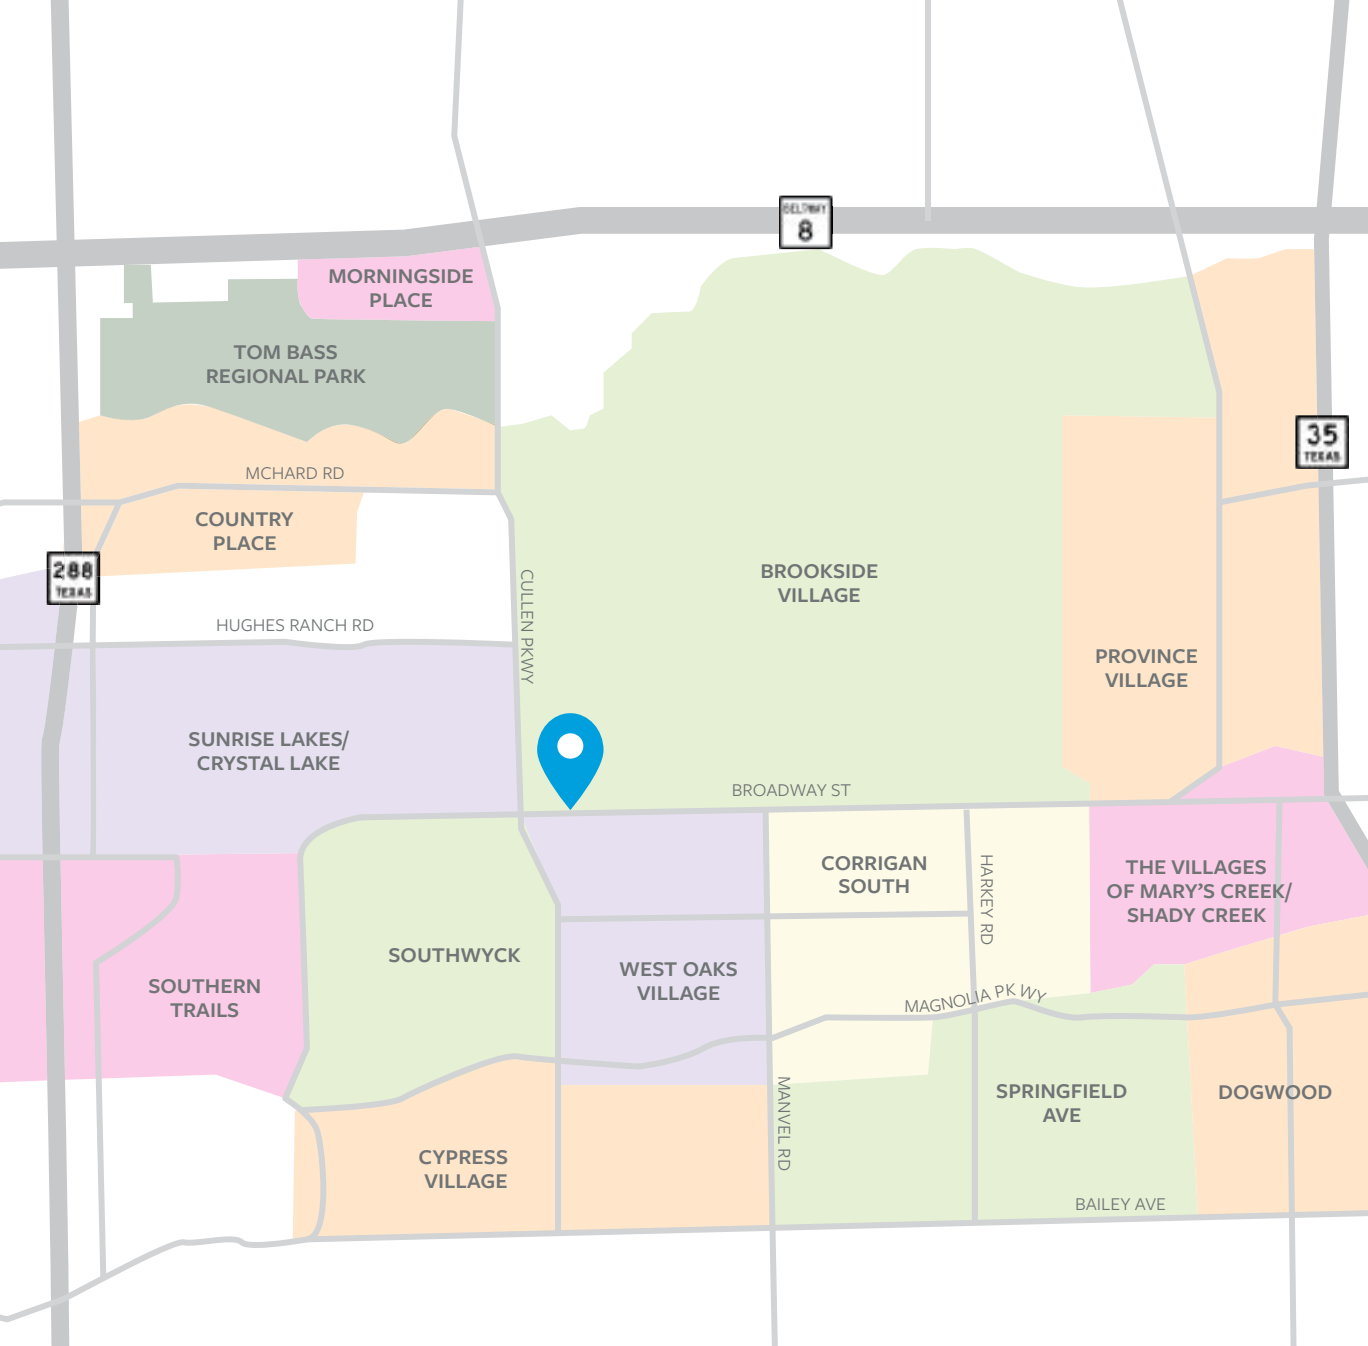 BELTWAY
8
MORNINGSIDE
PLACE
TOM BASS
REGIONAL PARK
35
TEXAS
MCHARD RD
COUNTRY
PLACE
288
TEXAS
CULLEN PKWY
BROOKSIDE
VILLAGE
HUGHES RANCH RD
PROVINCE
VILLAGE
SUNRISE LAKES/
CRYSTAL LAKE
BROADWAY ST
CORRIGAN
SOUTH
HARKEY RD
THE VILLAGES
OF MARY’S CREEK/
SHADY CREEK
SOUTHWYCK
WEST OAKS
VILLAGE
SOUTHERN
TRAILS
MAGNOLIA PK WY
MANVEL RD
SPRINGFIELD
AVE
DOGWOOD
CYPRESS
VILLAGE
BAILEY AVE